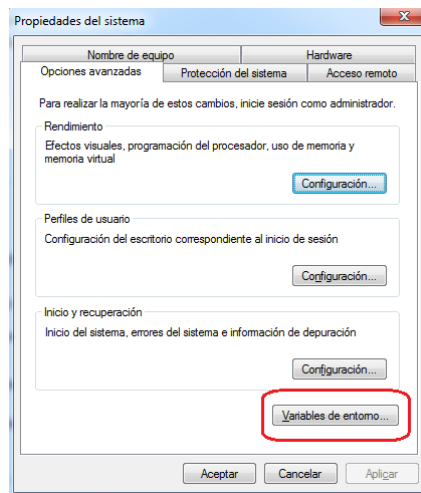 Propiedades del sistema
Nombre de equipo
Hardware
Opciones avanzadas
Protección del sistema
Acceso remoto
Para realizar la mayoría de estos cambios, inicie sesión como administrador.
Rendimiento
Efectos visuales, programación del procesador, uso de memoria y
memoria virtual
Configuración...
Perfiles de usuario
Configuración del escritorio correspondiente al inicio de sesión
Configuración...
Inicio y recuperación
Inicio del sistema, errores del sistema e información de depuración
Configuración...
Variables de entorno...
Aceptar
Cancelar
Aplicar